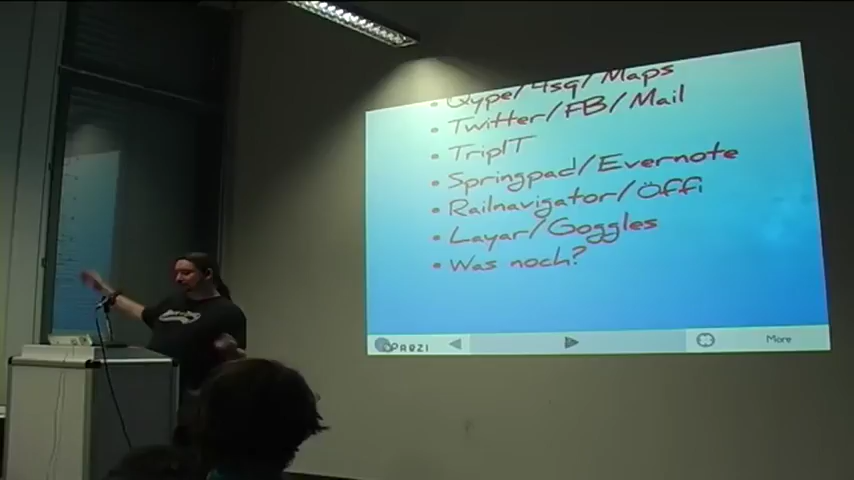 • Qype/4sq/Maps
• Twitter/FB/Mail
• TripIT
• Springpad/Evernote
• Railnavigator/Öffi
• Layar/Goggles
• Was noch?
PREZI
More